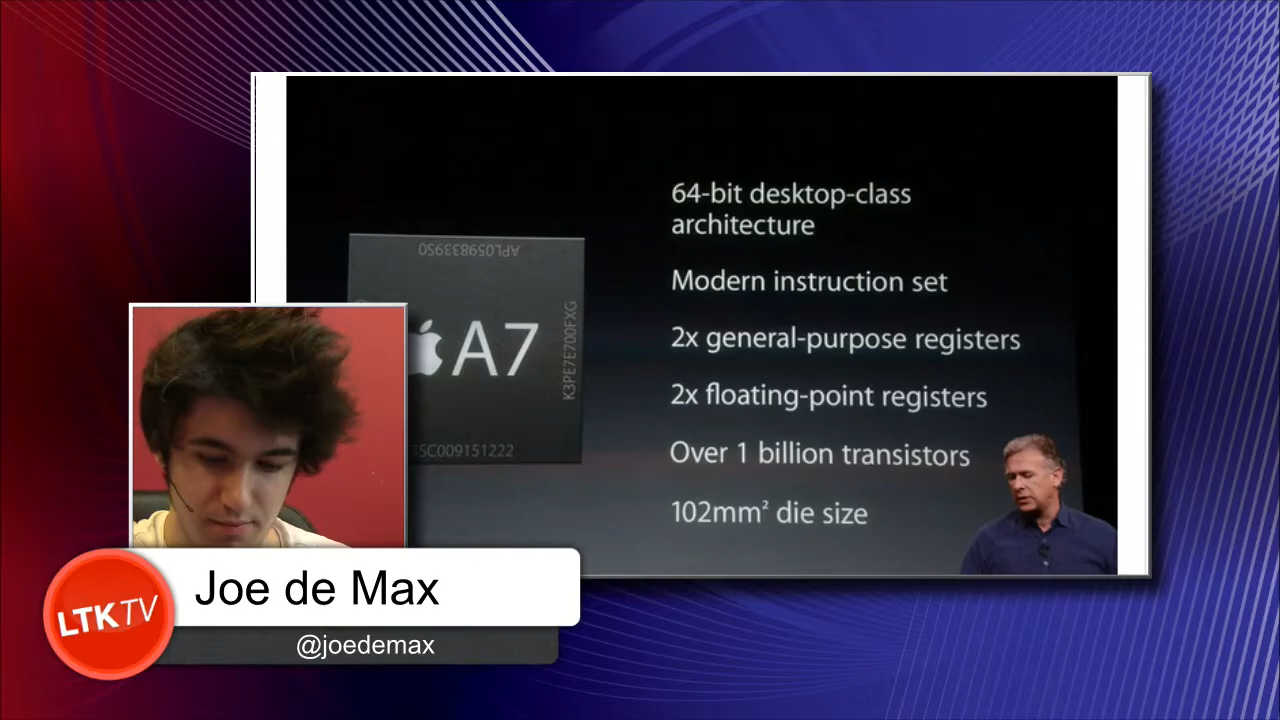 64-bit desktop-class
architecture
Modern instruction set
2x general-purpose registers
2x floating-point registers
Over 1 billion transistors
102mm² die size
APL0598339S0
A7
K3PE7E700FXG
SC009151222
Joe de Max
@joedemax
LTKTV